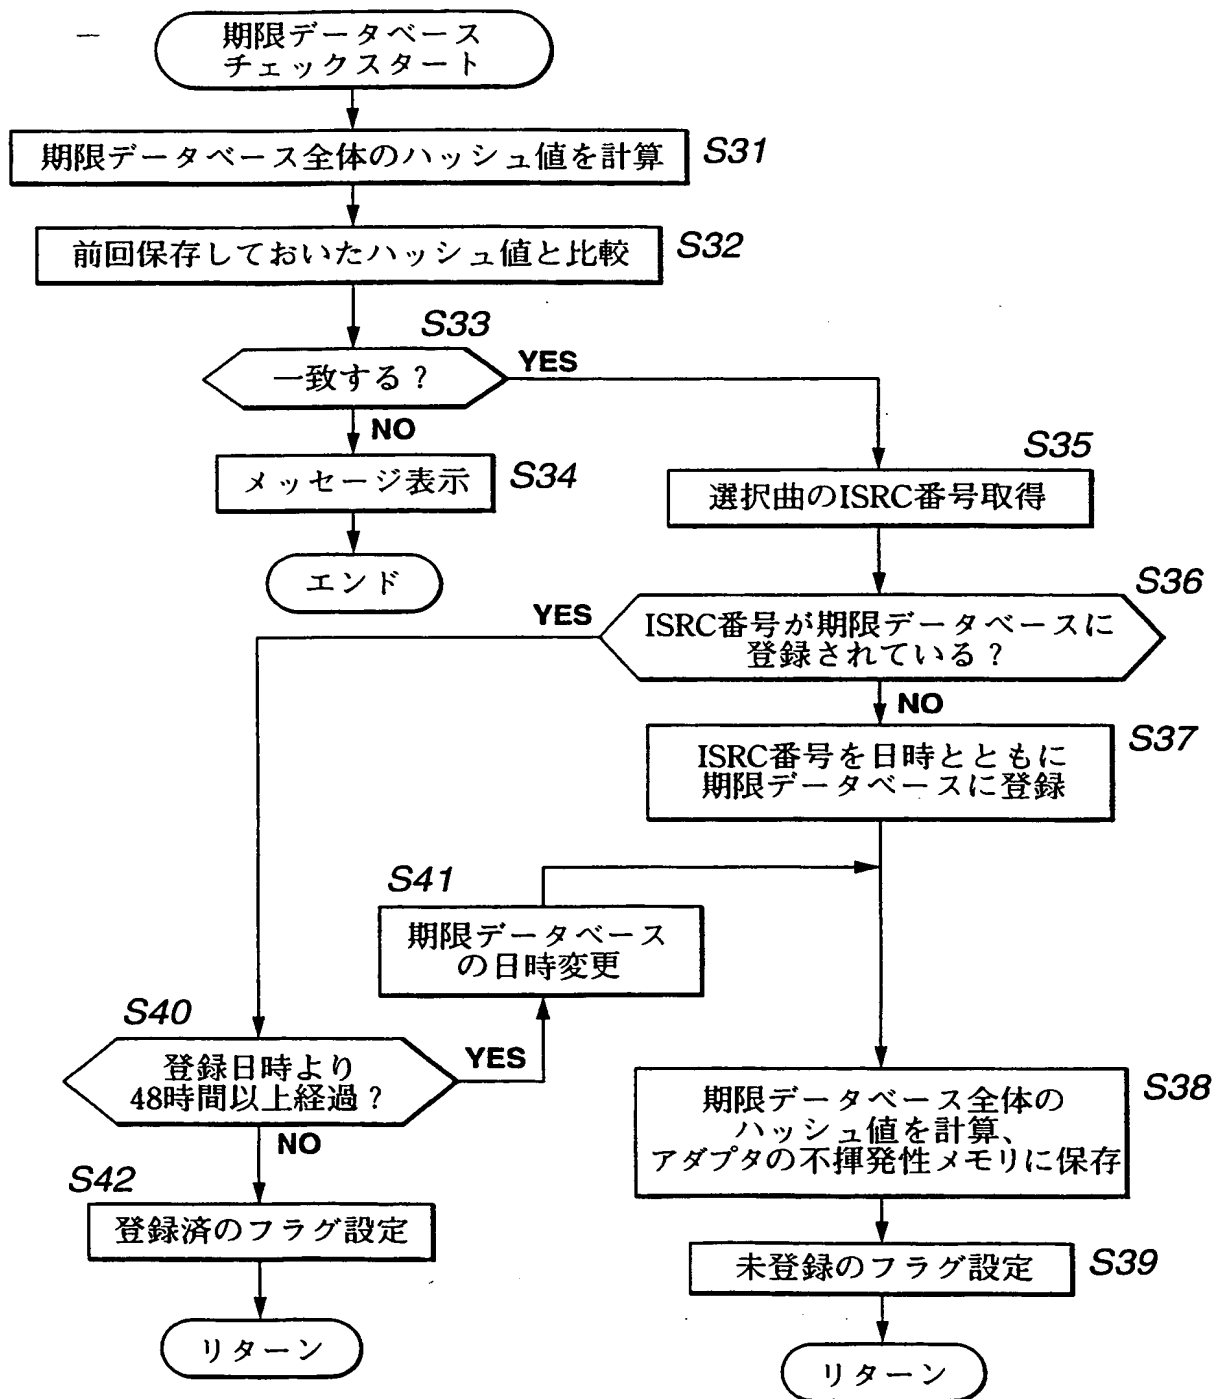 期限データベース
チェックスタート
期限データベース全体のハッシュ値を計算
S31
前回保存しておいたハッシュ値と比較
S32
S33
一致する？
YES
NO
メッセージ表示
S34
エンド
S35
選択曲のISRC番号取得
S36
ISRC番号が期限データベースに
登録されている？
YES
NO
S37
ISRC番号を日時とともに
期限データベースに登録
S41
期限データベース
の日時変更
S40
登録日時より
48時間以上経過？
YES
NO
S38
期限データベース全体の
ハッシュ値を計算、
アダプタの不揮発性メモリに保存
S42
登録済のフラグ設定
未登録のフラグ設定
S39
リターン
リターン